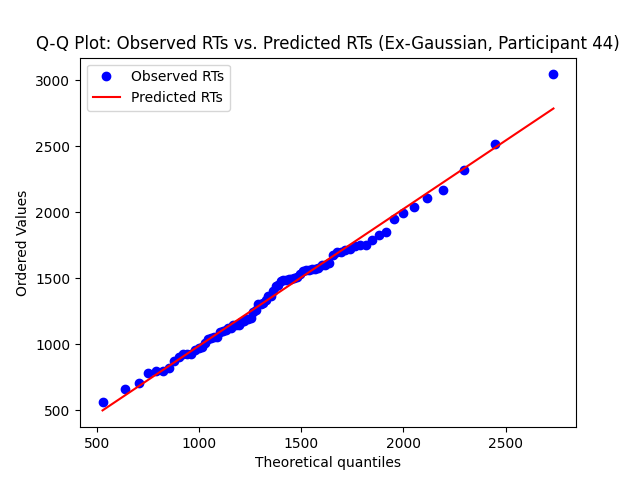 Q-Q Plot: Observed RTs vs. Predicted RTs (Ex-Gaussian, Participant 44)
Observed RTs
Predicted RTs
3000
2500
2000
1500
1000
500
Ordered Values
500 1000 1500 2000 2500
Theoretical quantiles